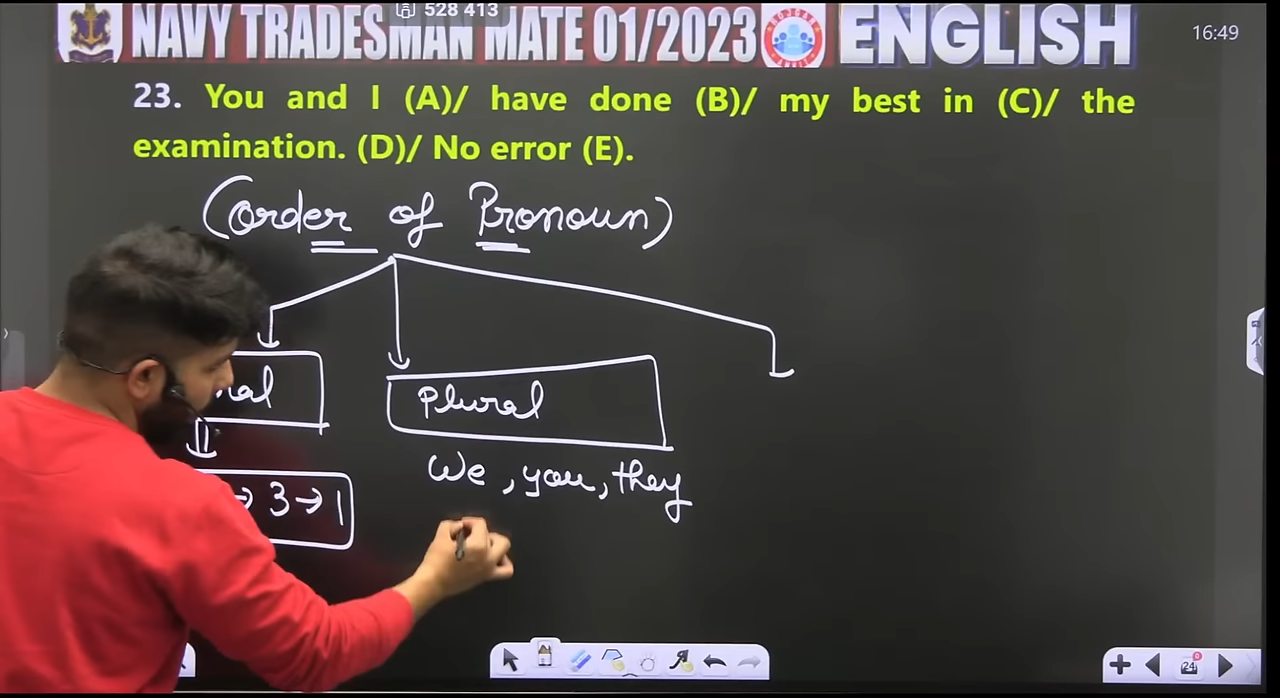 528 413
NAVY TRADESMAN MATE 01/2023 ENGLISH
16:49
23. You and I (A)/ have done (B)/ my best in (C)/ the
examination. (D)/ No error (E).
(Order of Pronoun)
Plural
We, you, they
→ 3 → 1
24